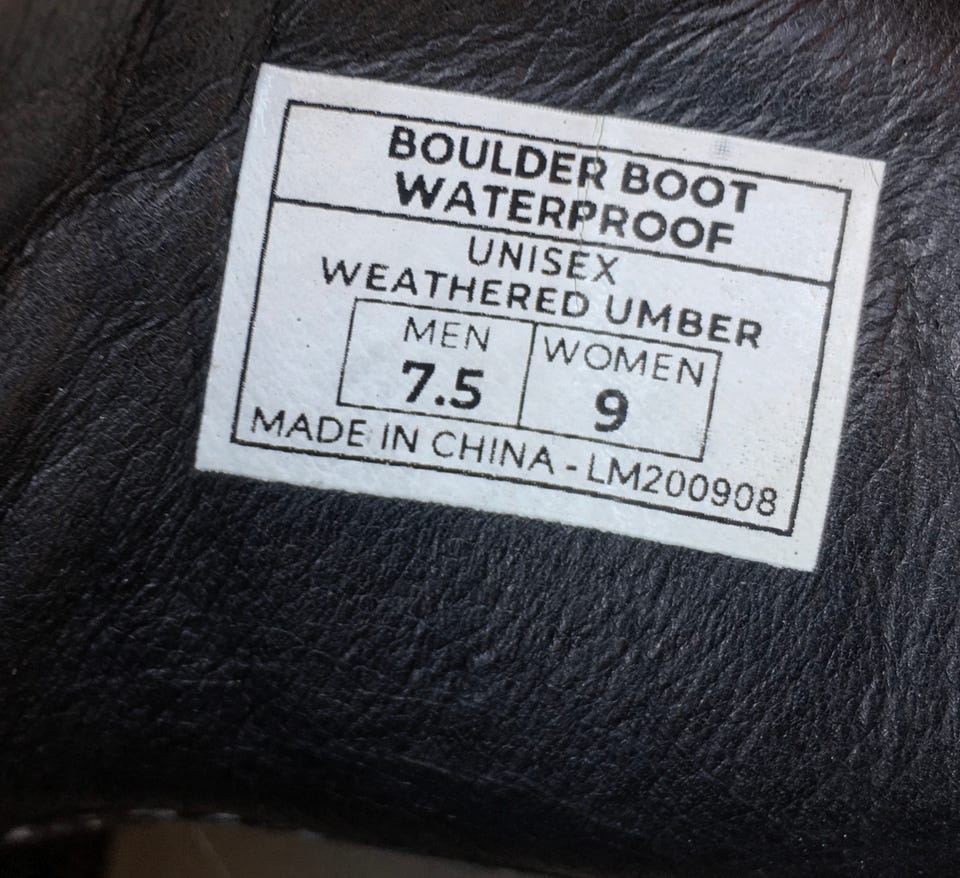 BOULDER BOOT
WATERPROOF
UNISEX
WEATHERED UMBER
MEN WOMEN
7.5 9
MADE IN CHINA - LM200908